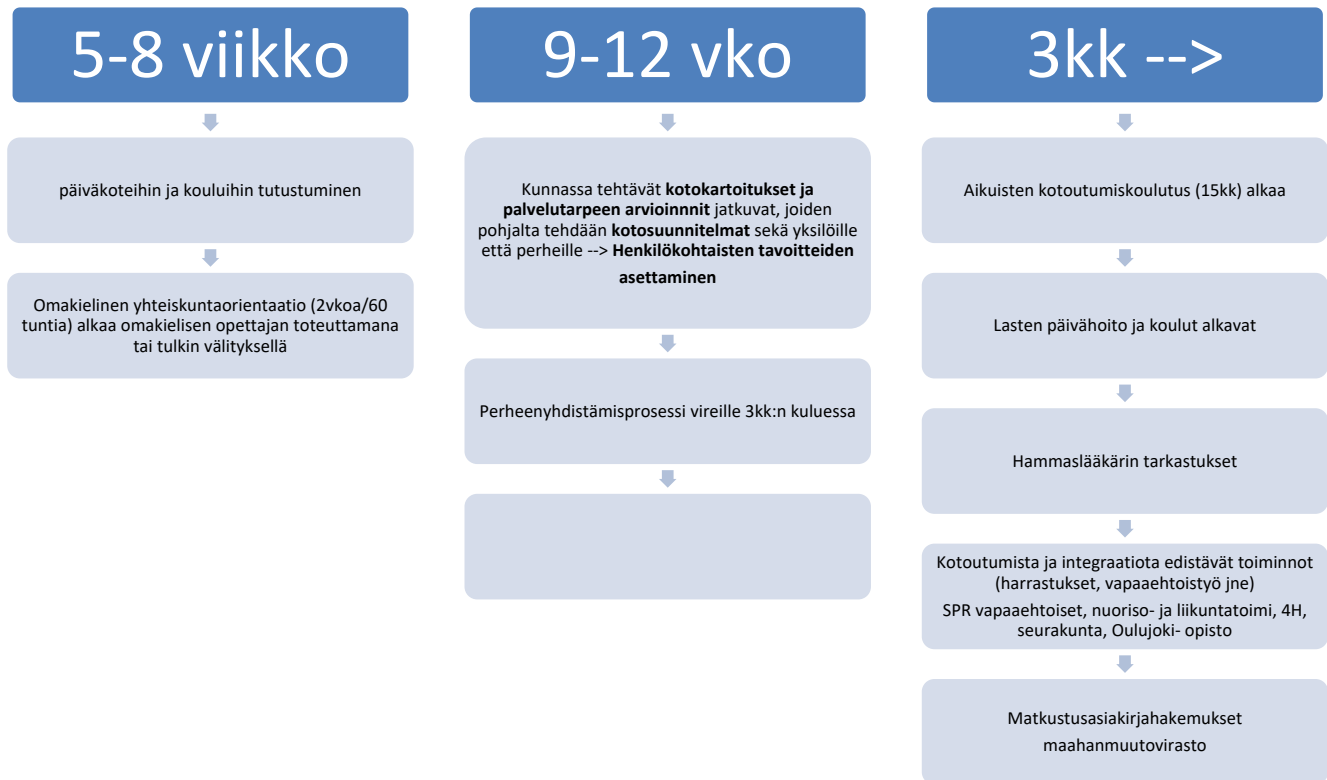 5-8 viikko
päiväkoteihin ja kouluihin tutustuminen
Omakielinen yhteiskuntaorientaatio (2vkoa/60
tuntia) alkaa omakielisen opettajan toteuttamana
tai tulkin välityksellä
9-12 vko
Kunnassa tehtävät kotokartoitukset ja
palvelutarpeen arvioinnnit jatkuvat, joiden
pohjalta tehdään kotosuunnitelmat sekä yksilöille
että perheille --> Henkilökohtaisten tavoitteiden
asettaminen
Perheenyhdistämisprosessi vireille 3kk:n kuluessa
3kk -->
Aikuisten kotoutumiskoulutus (15kk) alkaa
Lasten päivähoito ja koulut alkavat
Hammaslääkärin tarkastukset
Kotoutumista ja integraatiota edistävät toiminnot
(harrastukset, vapaaehtoistyö jne)
SPR vapaaehtoiset, nuoriso- ja liikuntatoimi, 4H,
seurakunta, Oulujoki- opisto
Matkustusasiakirjahakemukset
maahanmuutovirasto